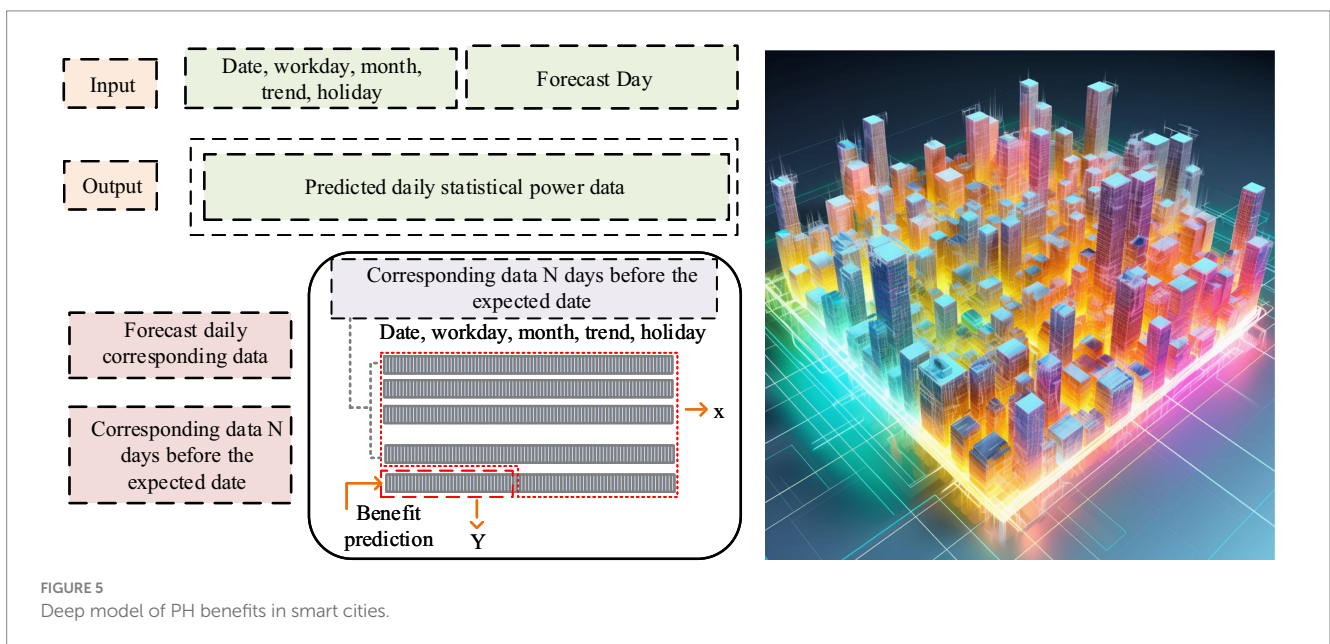 Input
Date, workday, month,
trend, holiday
Forecast Day
Output
Predicted daily statistical power data
Corresponding data N days before the
expected date
Date, workday, month, trend, holiday
Forecast daily
corresponding data
x
Corresponding data N
days before the
expected date
Benefit
prediction
Y
FIGURE 5
Deep model of PH benefits in smart cities.